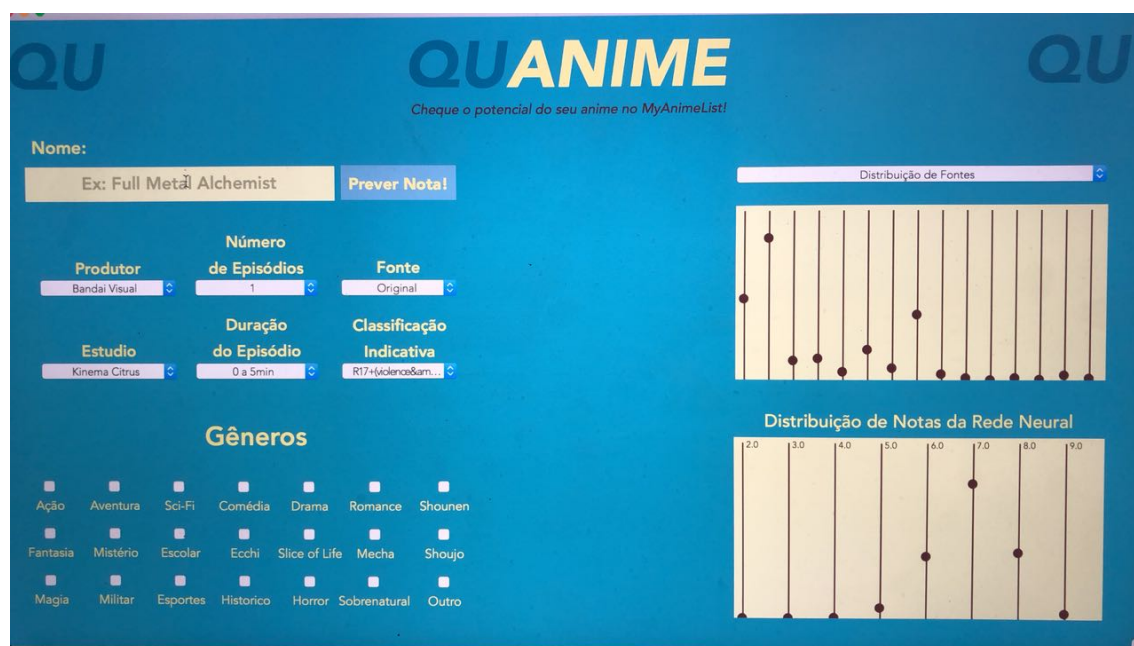 QU QUANIME QU
Cheque o potencial do seu anime no MyAnimeList!
Nome:
Ex: Full Metal Alchemist
Prever Nota!
Produtor
Bandai Visual
Número
de Episódios
1
Fonte
Original
Estudio
Kinema Citrus
Duração
do Episódio
0 a 5min
Classificação
Indicativa
R17+(violence&am...
Gêneros
Ação Aventura Sci-Fi Comédia Drama Romance Shounen
Fantasia Mistério Escolar Ecchi Slice of Life Mecha Shoujo
Magia Militar Esportes Historico Horror Sobrenatural Outro
Distribuição de Fontes
Distribuição de Notas da Rede Neural
2.0 3.0 4.0 5.0 6.0 7.0 8.0 9.0